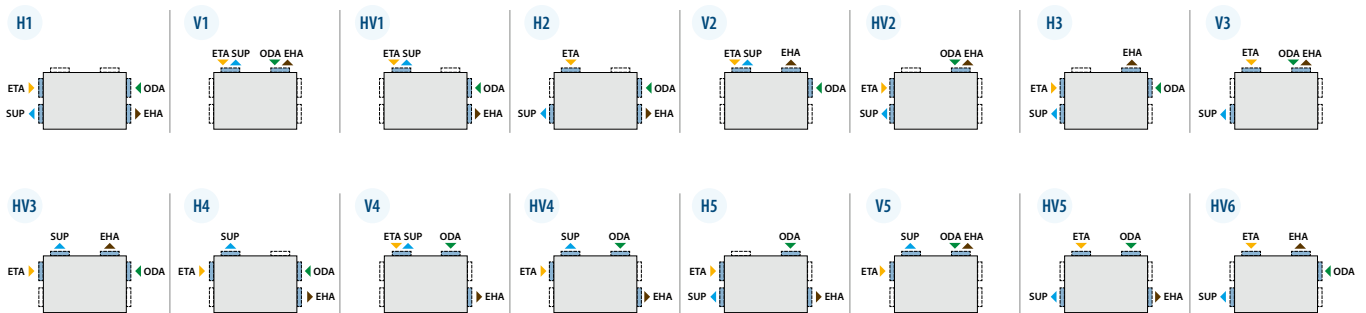 H1
ETA
ODA
SUP
EHA
V1
ETA SUP
ODA EHA
HV1
ETA SUP
ODA
EHA
H2
ETA
ODA
SUP
EHA
V2
ETA SUP
EHA
ODA
HV2
ODA EHA
ETA
SUP
H3
EHA
ETA
ODA
V3
ETA
ODA EHA
SUP
SUP
HV3
SUP
EHA
ETA
ODA
H4
SUP
ETA
ODA
EHA
V4
ETA SUP
ODA
EHA
HV4
SUP
ODA
ETA
EHA
H5
ODA
ETA
SUP
EHA
V5
SUP
ODA EHA
ETA
HV5
ETA
ODA
SUP
EHA
HV6
ETA
EHA
ODA
SUP